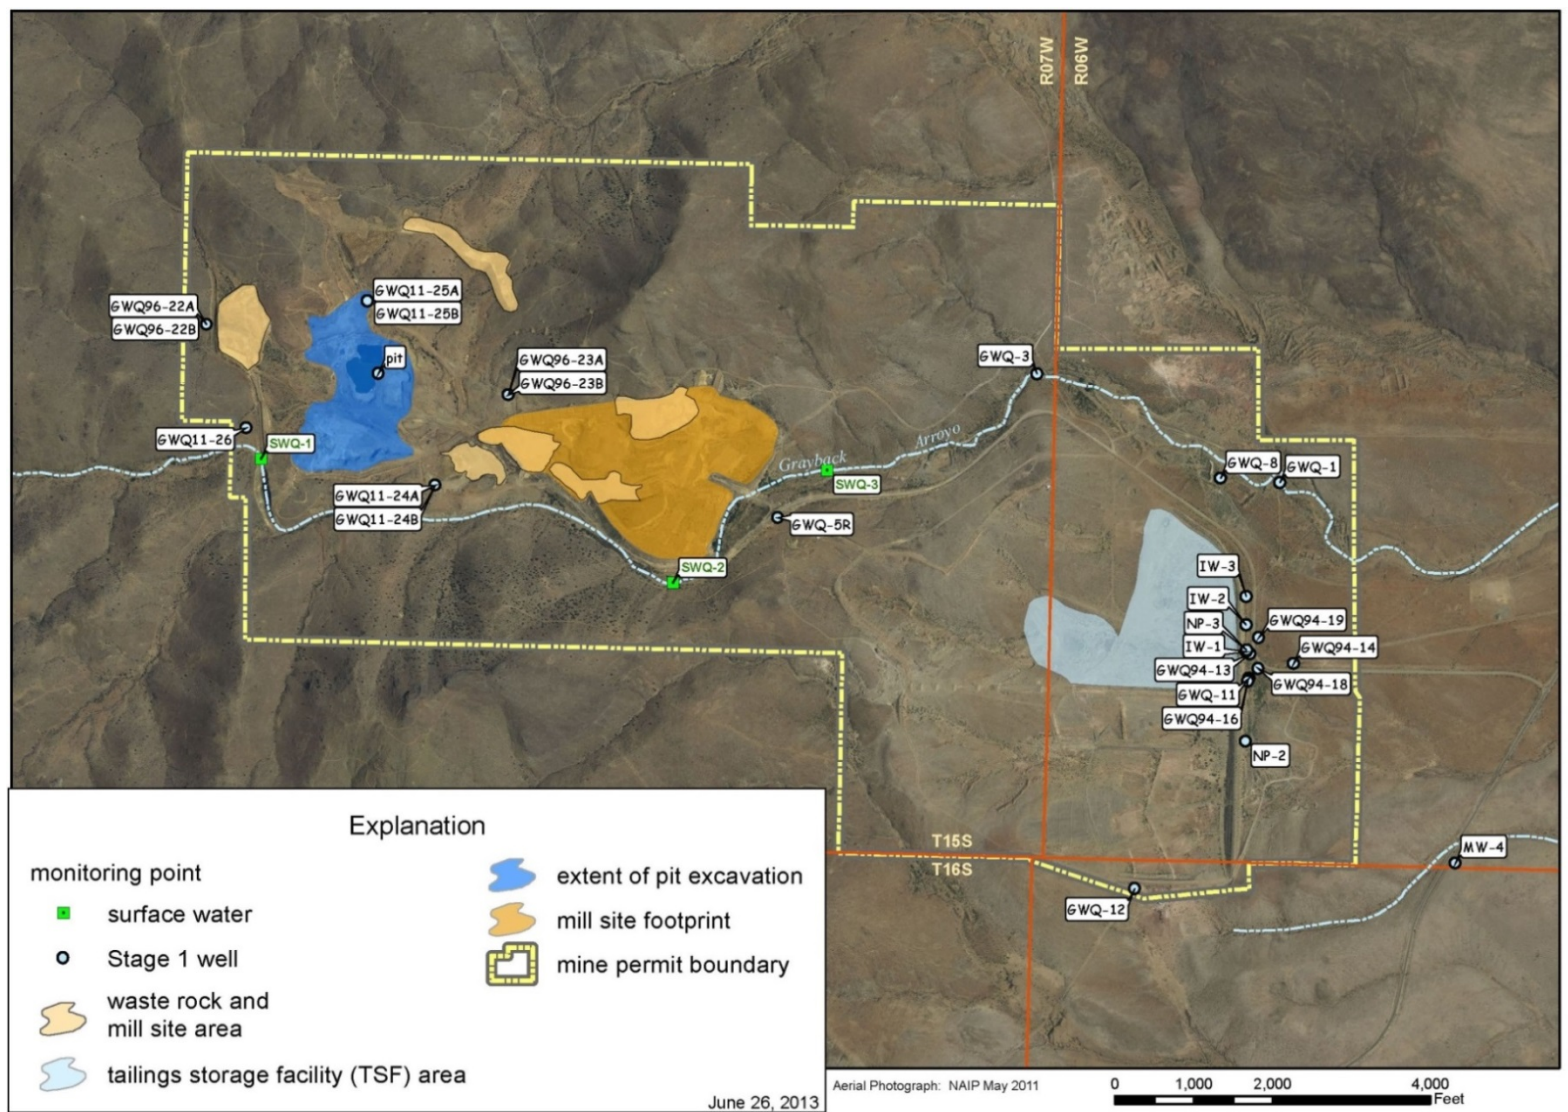 R07W
R06W
GWQ11-25A
GWQ96-22A
GWQ11-25B
GWQ96-22B
pit
GWQ96-23A
GWQ-3
GWQ96-23B
GWQ11-26
SWQ-1
Grayback Arroyo
GWQ-8
GWQ-1
SWQ-3
GWQ11-24A
GWQ11-24B
GWQ-5R
SWQ-2
IW-3
IW-2
NP-3
GWQ94-19
IW-1
GWQ94-14
GWQ94-13
GWQ94-18
GWQ-11
GWQ94-16
NP-2
T15S
T16S
MW-4
GWQ-12
Explanation
monitoring point
surface water
Stage 1 well
waste rock and
mill site area
tailings storage facility (TSF) area
extent of pit excavation
mill site footprint
mine permit boundary
June 26, 2013
Aerial Photograph: NAIP May 2011
0 1,000 2,000 4,000
Feet